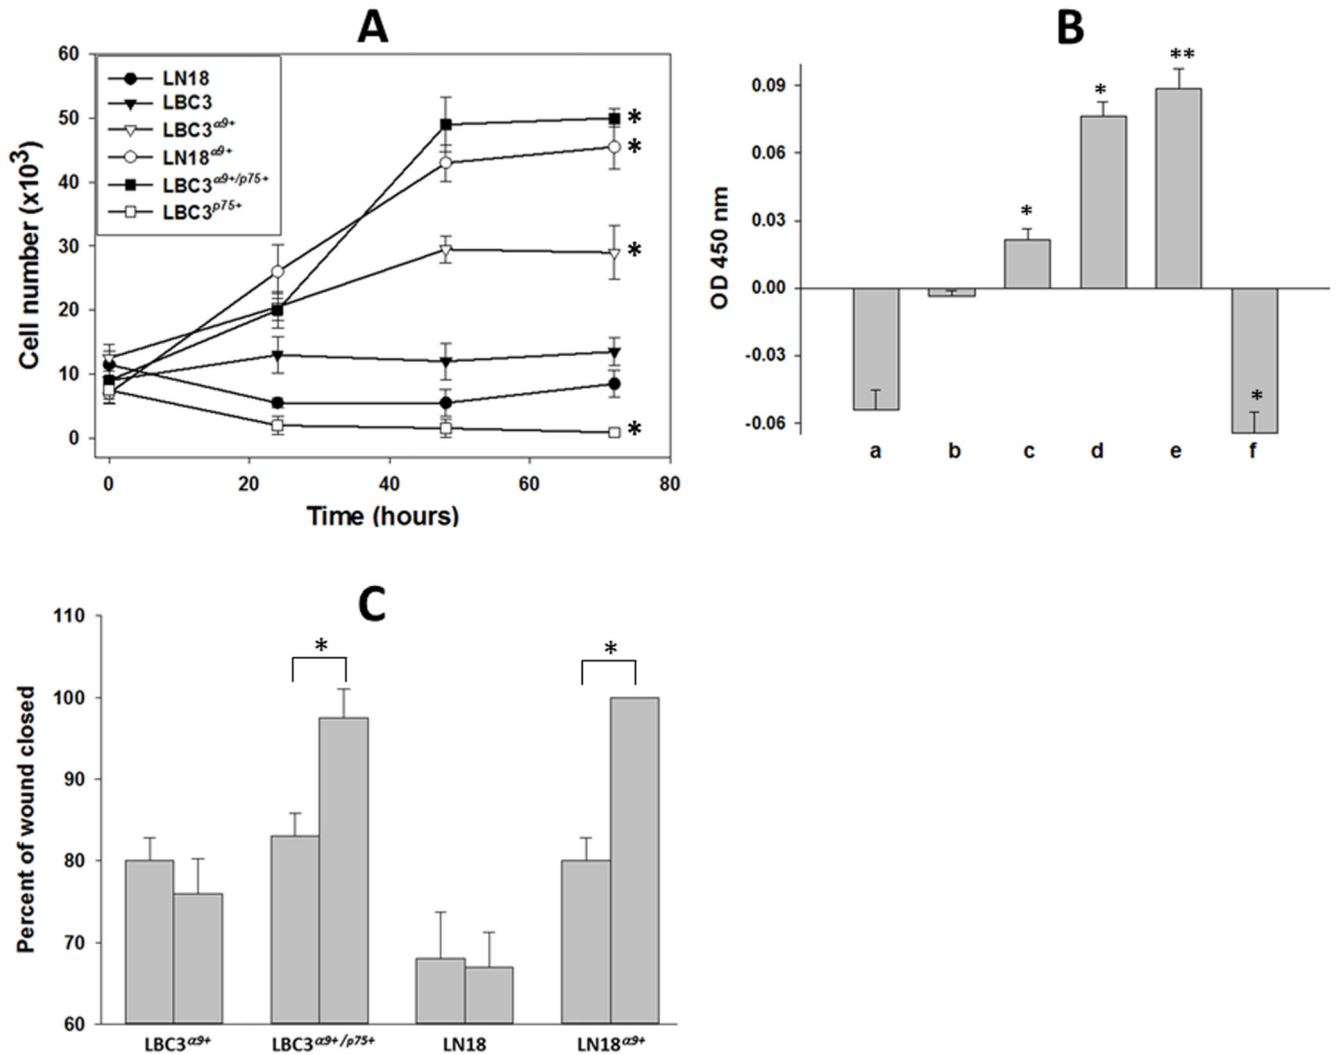 A
60
50
40
30
20
10
0
Cell number (x10³)
LN18
LBC3
LBC3α9+
LN18α9+
LBC3α9+/p75+
LBC3p75+
*
*
*
*
0 20 40 60 80
Time (hours)
B
0.09
0.06
0.03
0.00
-0.03
-0.06
OD 450 nm
*
*
**
*
a b c d e f
C
110
100
90
80
70
60
Percent of wound closed
*
*
LBC3α9+ LBC3α9+/p75+ LN18 LN18α9+